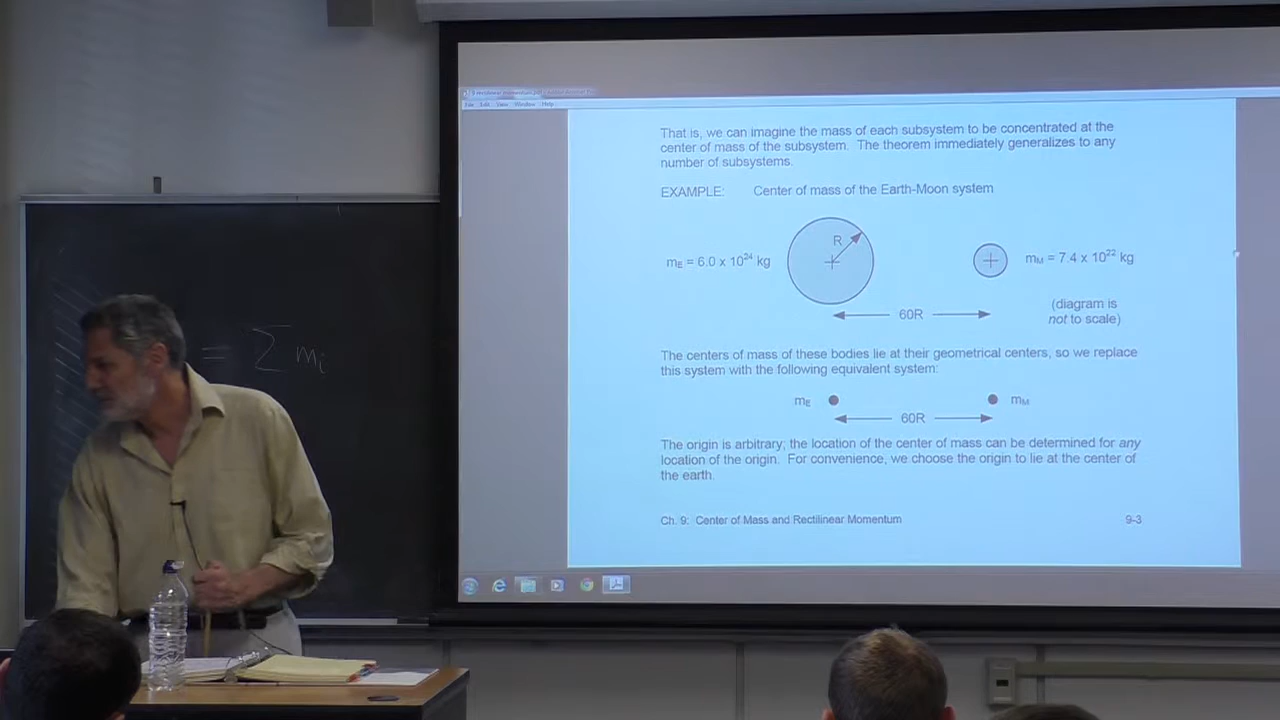 File Edit View Window Help
That is, we can imagine the mass of each subsystem to be concentrated at the
center of mass of the subsystem. The theorem immediately generalizes to any
number of subsystems.
EXAMPLE: Center of mass of the Earth-Moon system
R
mE = 6.0 x 10²⁴ kg
mM = 7.4 x 10²² kg
60R
(diagram is
not to scale)
The centers of mass of these bodies lie at their geometrical centers, so we replace
this system with the following equivalent system:
mE
mM
60R
The origin is arbitrary; the location of the center of mass can be determined for any
location of the origin. For convenience, we choose the origin to lie at the center of
the earth.
Ch. 9: Center of Mass and Rectilinear Momentum 9-3
= Σ mi